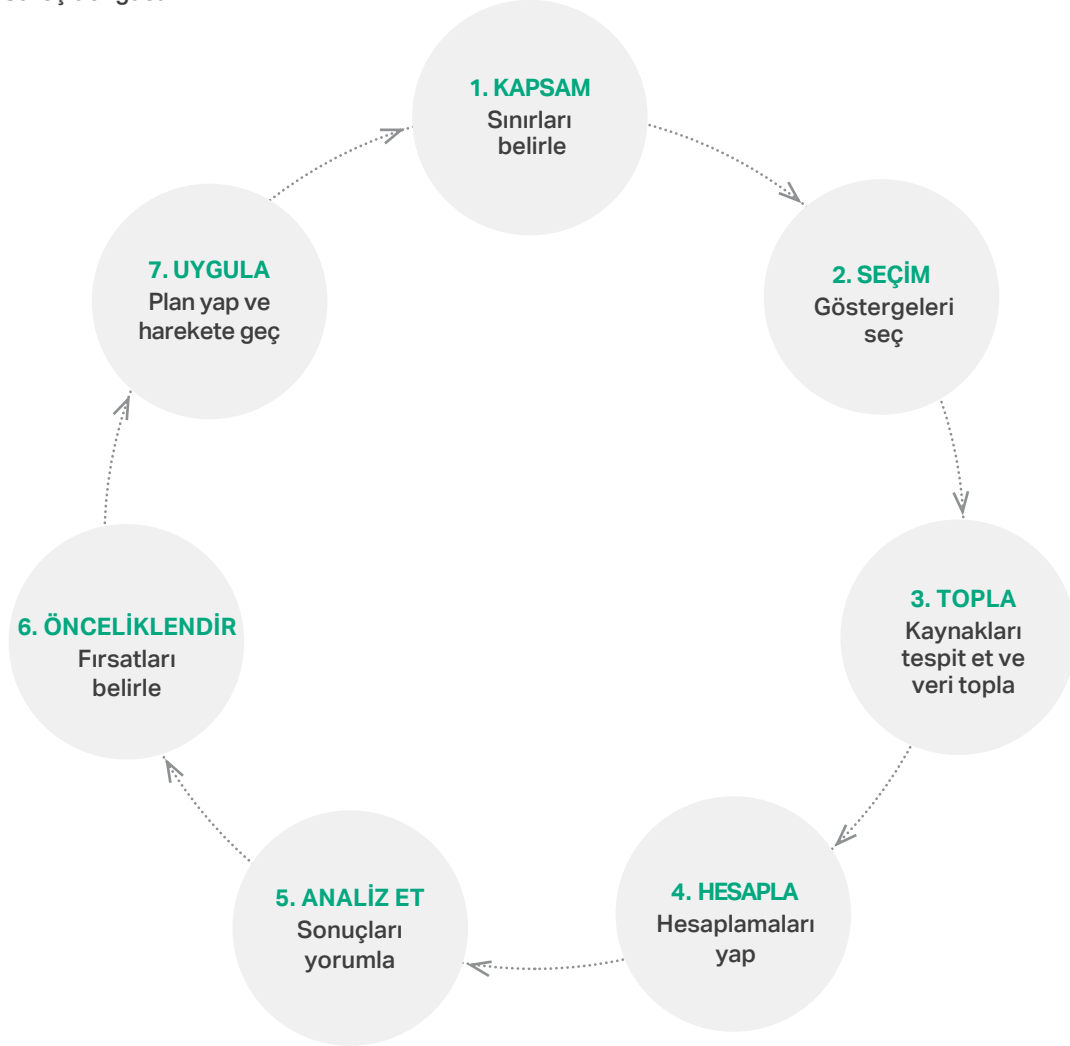 1. KAPSAM
Sınırları
belirle
2. SEÇİM
Göstergeleri
seç
3. TOPLA
Kaynakları
tespit et ve
veri topla
4. HESAPLA
Hesaplamaları
yap
5. ANALİZ ET
Sonuçları
yorumla
6. ÖNCELİKLENDİR
Fırsatları
belirle
7. UYGULA
Plan yap ve
harekete geç